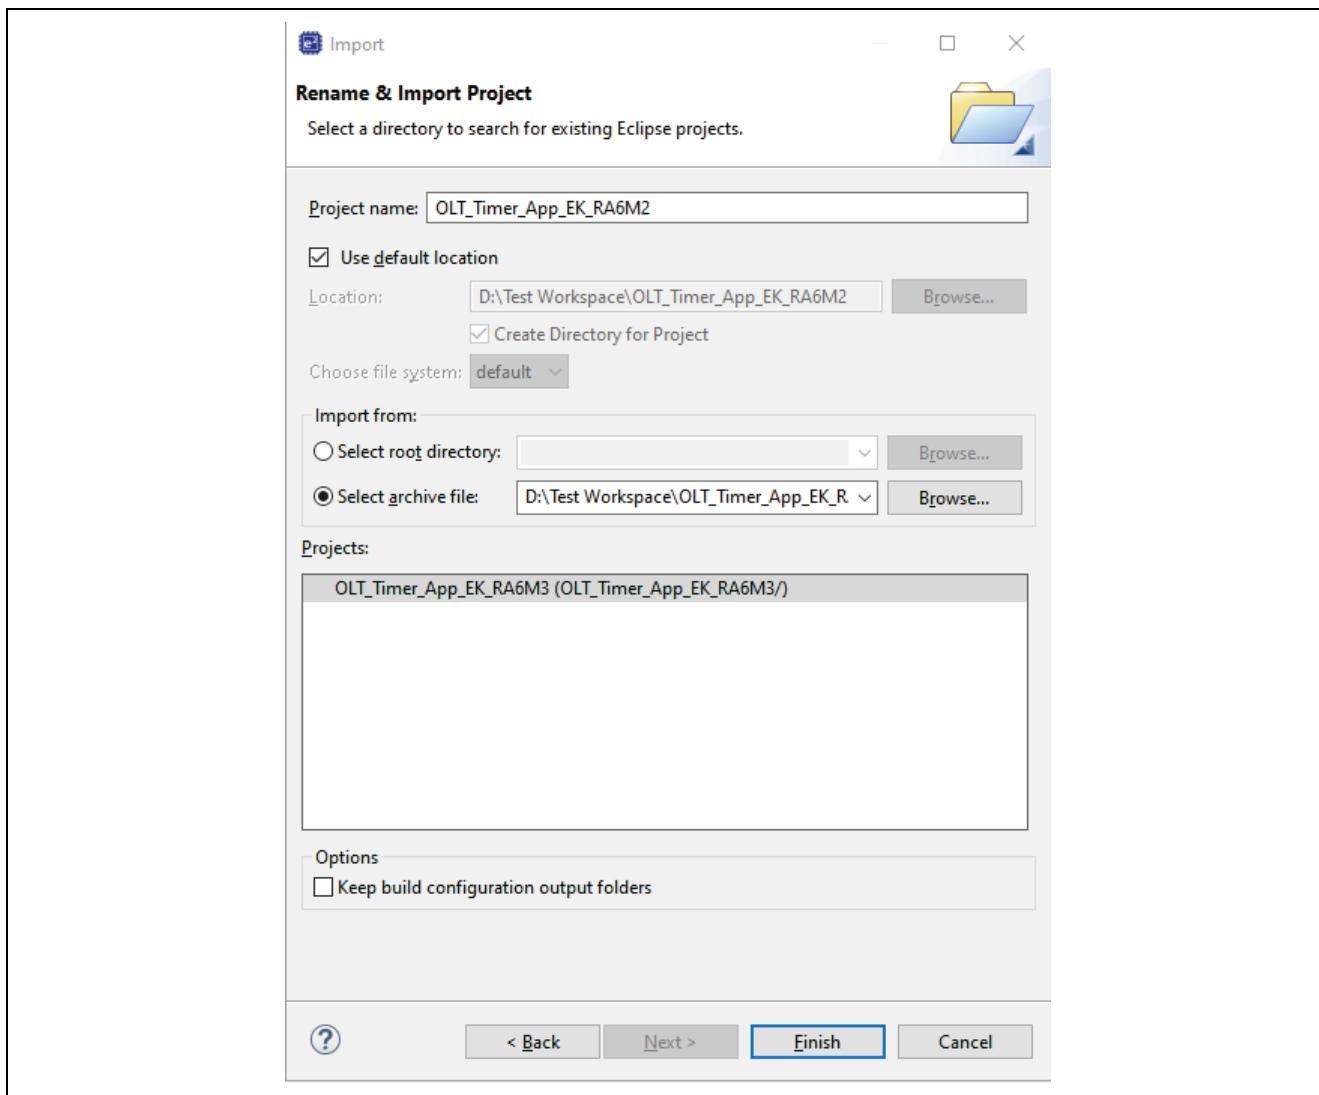 Import
Rename & Import Project
Select a directory to search for existing Eclipse projects.
Project name: OLT_Timer_App_EK_RA6M2
Use default location
Location: D:\Test Workspace\OLT_Timer_App_EK_RA6M2 Browse...
Create Directory for Project
Choose file system: default
Import from:
Select root directory: Browse...
Select archive file: D:\Test Workspace\OLT_Timer_App_EK_R Browse...
Projects:
OLT_Timer_App_EK_RA6M3 (OLT_Timer_App_EK_RA6M3/)
Options
Keep build configuration output folders
? < Back Next > Finish Cancel